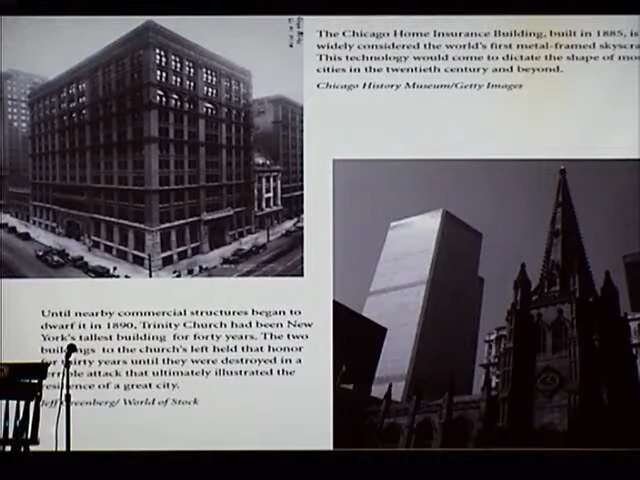 The Chicago Home Insurance Building, built in 1885, is
widely considered the world's first metal-framed
This technology would come to dictate the shape of
cities in the twentieth century and beyond.
Chicago History Museum/Getty Images
Until nearby commercial structures began to
dwarf it in 1890, Trinity Church had been New
York's tallest building for forty years. The two
to the church's left held that honor
thirty years until they were destroyed in a
attack that ultimately illustrated the
of a great city.
Greenberg/ World of Stock